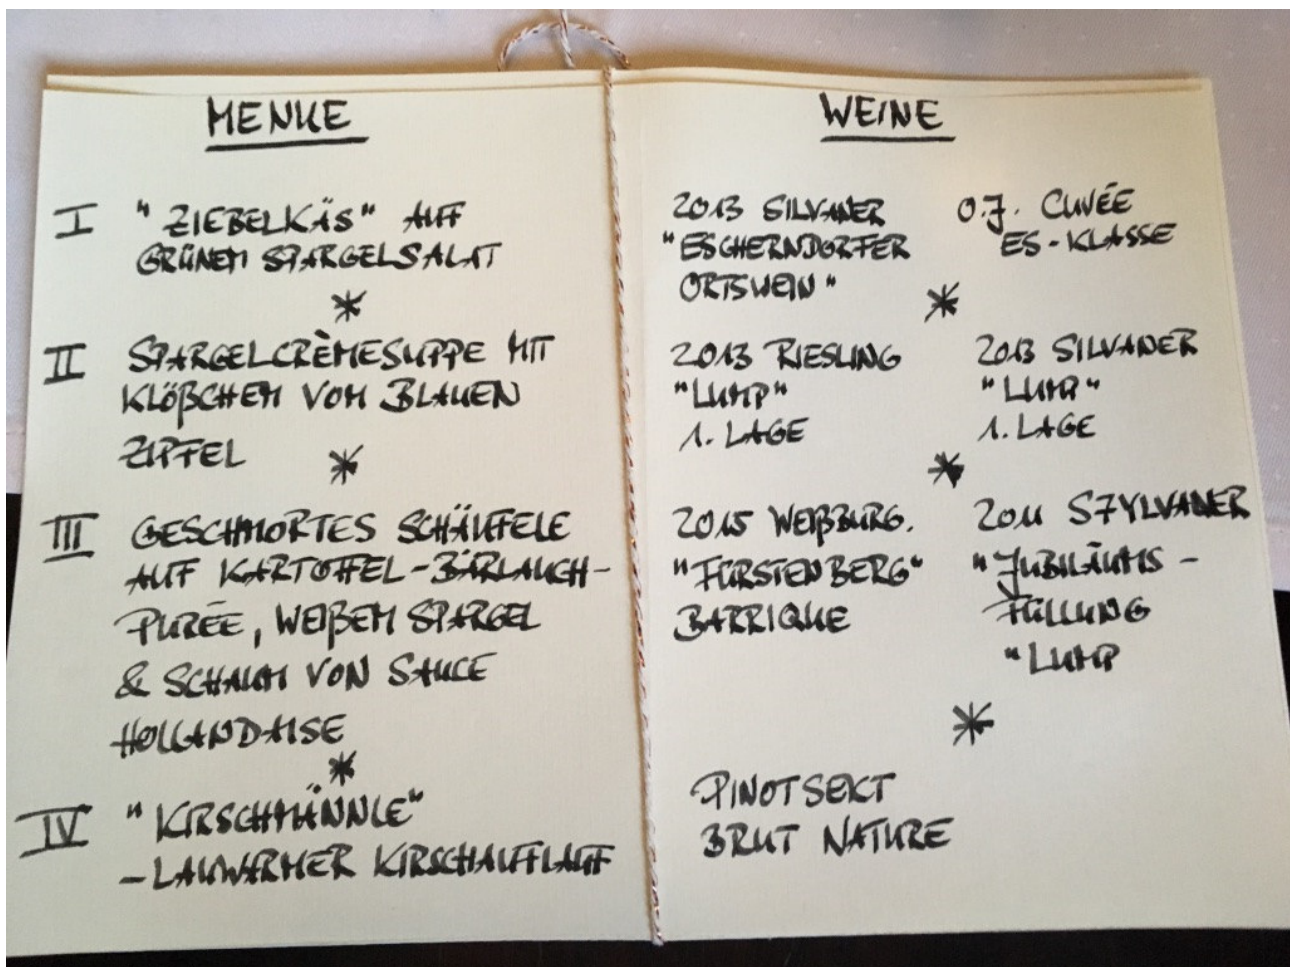 MENUE
I "ZIEBELKÄS" AUF
GRÜNEM SPARGELSALAT
*
II SPARGELCRÈMESUPPE MIT
KLÖßCHEM VOM BLAUEN
ZIPFEL
*
III GESCHMORTES SCHÄUFELE
AUF KARTOFFEL-BÄRLAUCH-
PURÉE, WEIßEM SPARGEL
& SCHAUM VON SAUCE
HOLLANDAISE
*
IV "KIRSCHMÄNNLE"
-LAUWARMER KIRSCHAUFLAUF
WEINE
2013 SILVANER
"ESCHERNDORFER
ORTSWEIN"
O.J. CUVÉE
ES-KLASSE
*
2013 RIESLING
"LUMP"
1. LAGE
2013 SILVANER
"LUMP"
1. LAGE
*
2015 WEIßBURG.
"FÜRSTENBERG"
BARRIQUE
2011 S7YLVANER
"JUBILÄUMS-
FÜLLUNG
"LUMP
*
PINOTSEKT
BRUT NATURE